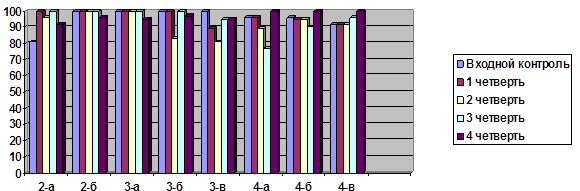 100
90
80
70
60
50
40
30
20
10
0
2-а 2-б 3-а 3-б 3-в 4-а 4-б 4-в
Входной контроль
1 четверть
2 четверть
3 четверть
4 четверть